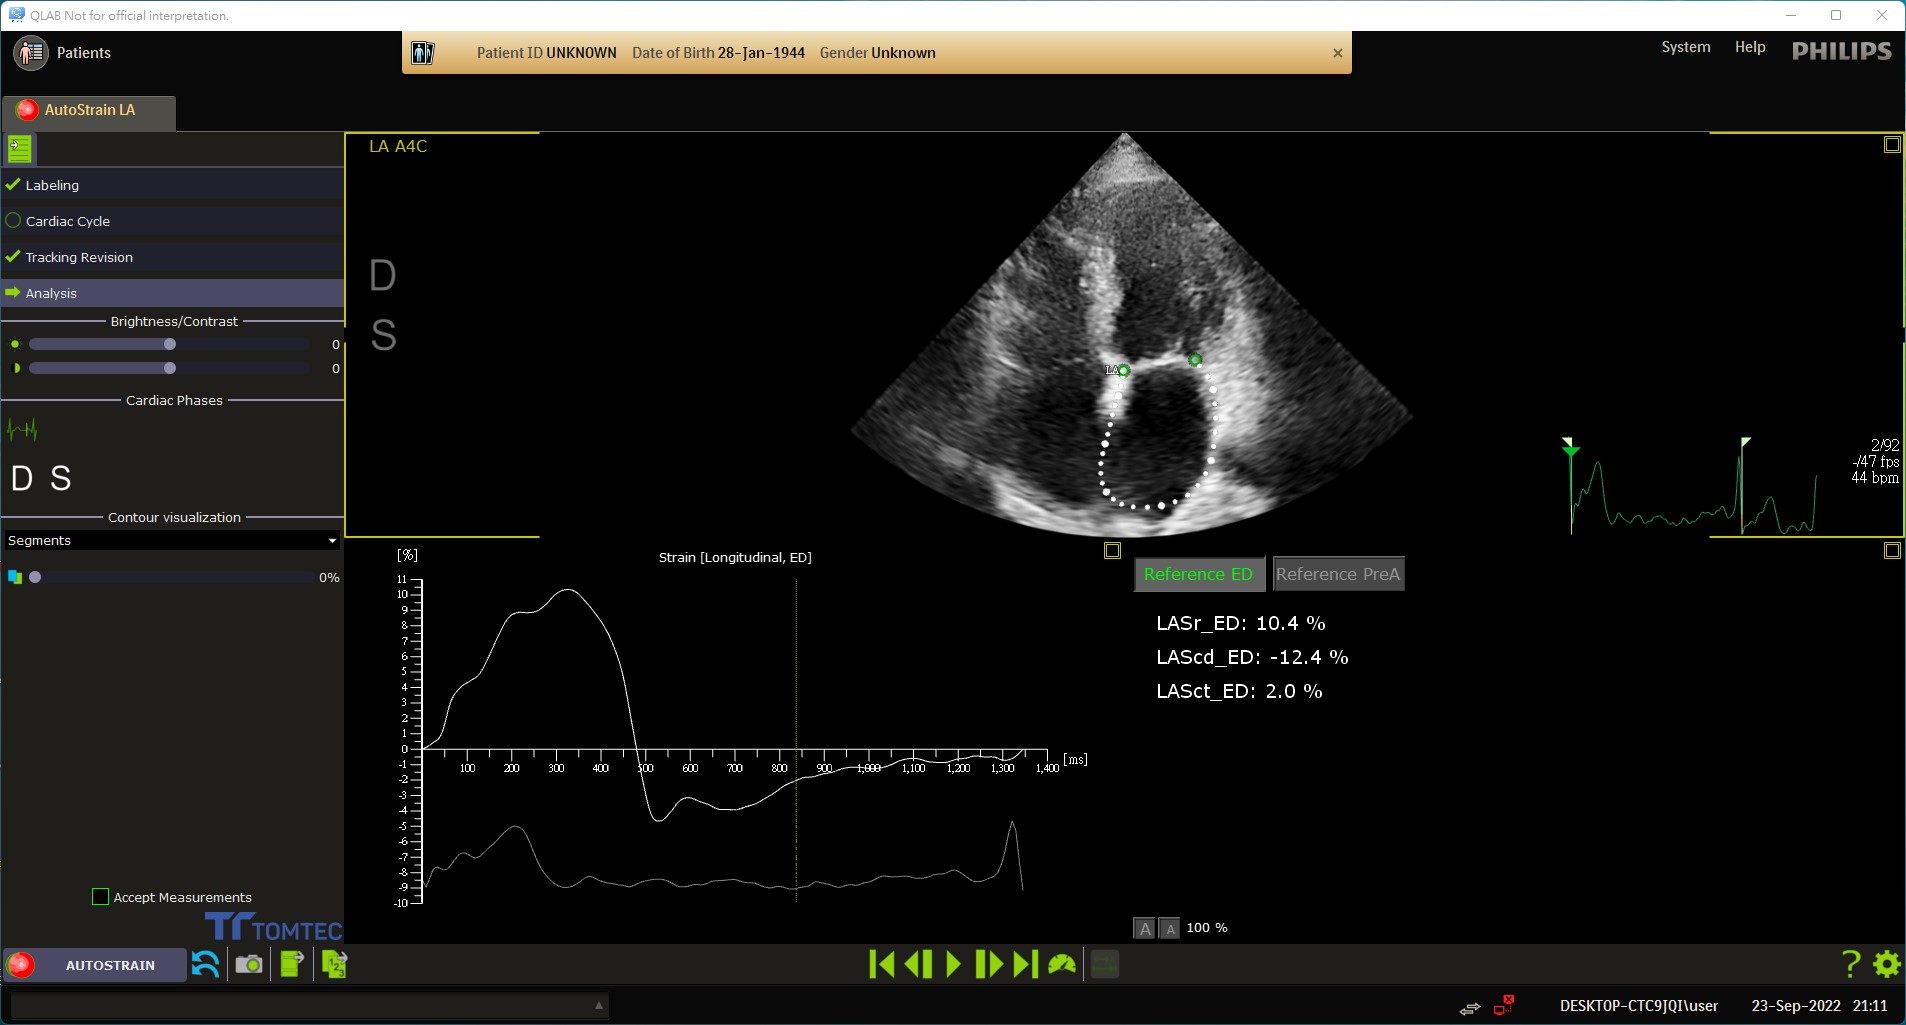 QLAB Not for official interpretation.
Patients
Patient ID UNKNOWN Date of Birth 28-Jan-1944 Gender Unknown
System Help PHILIPS
AutoStrain LA
Labeling
Cardiac Cycle
Tracking Revision
Analysis
Brightness/Contrast
0
0
Cardiac Phases
D S
Contour visualization
Segments
0%
Accept Measurements
TOMTEC
LA A4C
D
S
LA
2/92
-/47 fps
44 bpm
[%]
Strain [Longitudinal, ED]
11
10
9
8
7
6
5
4
3
2
1
0
-1
-2
-3
-4
-5
-6
-7
-8
-9
-10
100 200 300 400 500 600 700 800 900 1,000 1,100 1,200 1,300 1,400 [ms]
Reference ED Reference PreA
LASr_ED: 10.4 %
LAScd_ED: -12.4 %
LASct_ED: 2.0 %
A A 100 %
AUTOSTRAIN
1 2 3
?
DESKTOP-CTC9JQI\user 23-Sep-2022 21:11